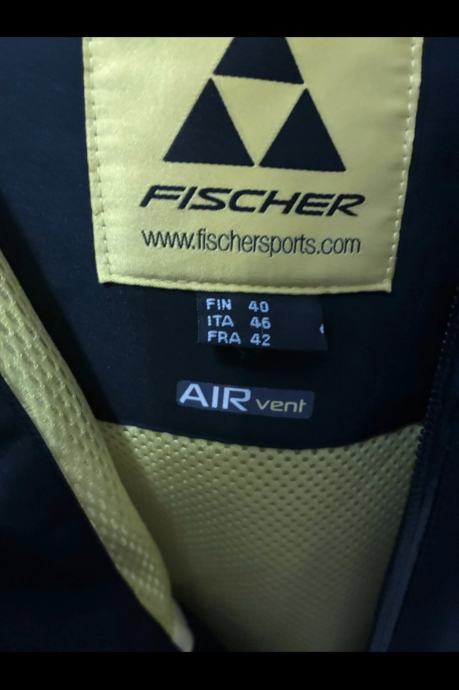 FISCHER
www.fischersports.com
FIN 40
ITA 46
FRA 42
AIR vent